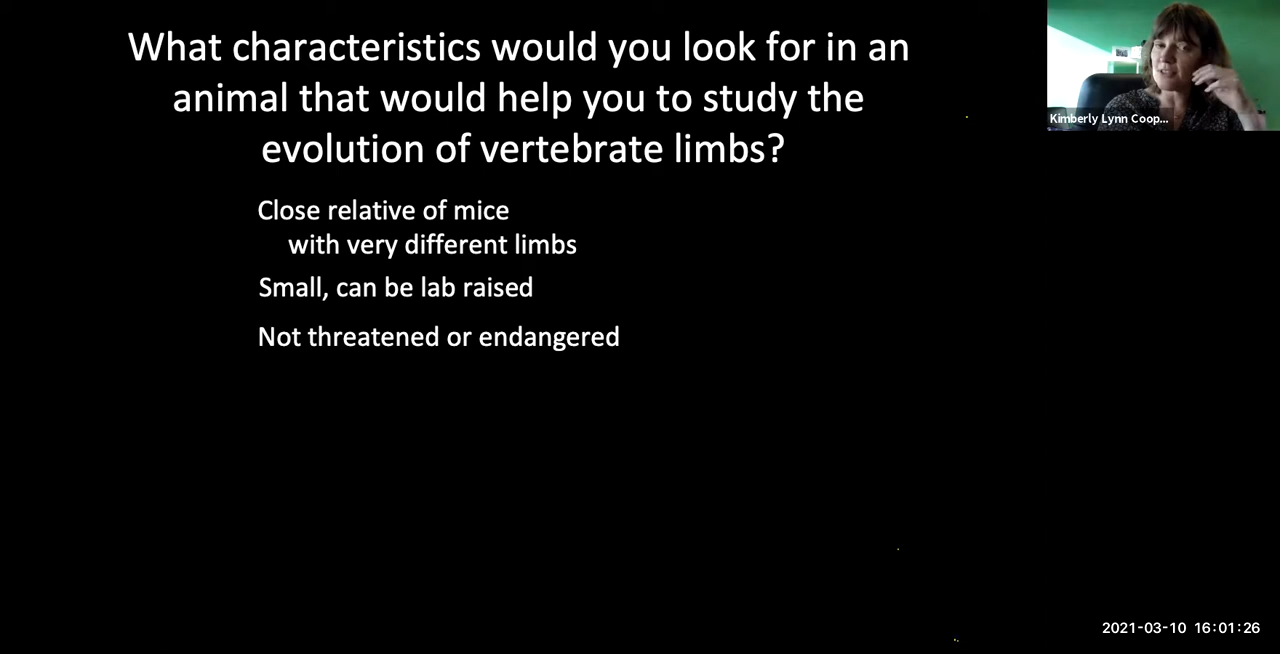 What characteristics would you look for in an
animal that would help you to study the
evolution of vertebrate limbs?
Close relative of mice
with very different limbs
Small, can be lab raised
Not threatened or endangered
Kimberly Lynn Coop...
2021-03-10 16:01:26